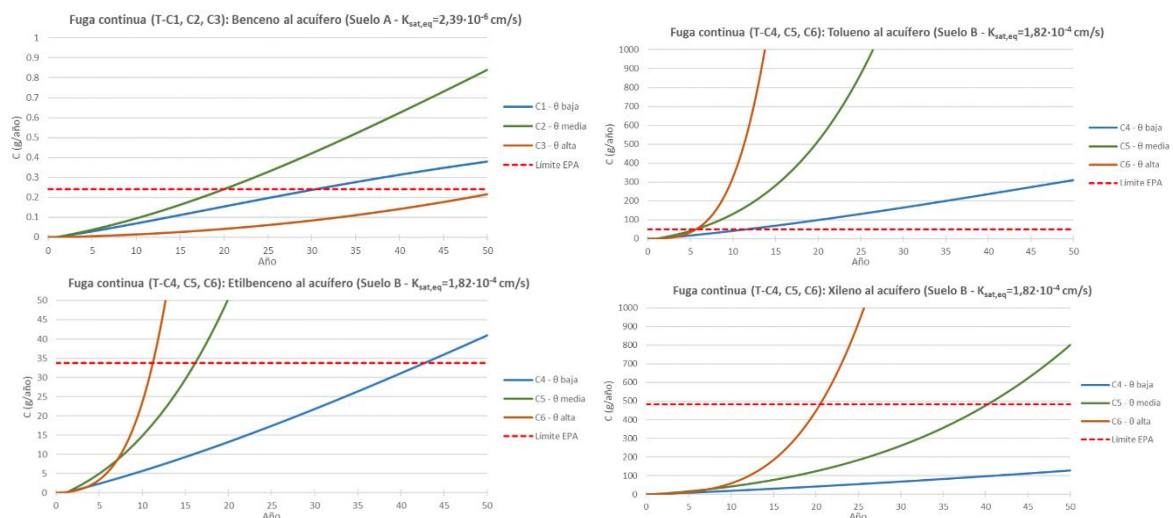 Fuga continua (T-C1, C2, C3): Benceno al acuífero (Suelo A - Ksat,eq=2,39·10-6 cm/s)
1
0.9
0.8
0.7
0.6
0.5
0.4
0.3
0.2
0.1
0
C (g/año)
0 5 10 15 20 25 30 35 40 45 50
Año
C1 - θ baja
C2 - θ media
C3 - θ alta
Límite EPA
Fuga continua (T-C4, C5, C6): Tolueno al acuífero (Suelo B - Ksat,eq=1,82·10-4 cm/s)
1000
900
800
700
600
500
400
300
200
100
0
C (g/año)
0 5 10 15 20 25 30 35 40 45 50
Año
C4 - θ baja
C5 - θ media
C6 - θ alta
Límite EPA
Fuga continua (T-C4, C5, C6): Etilbenceno al acuífero (Suelo B - Ksat,eq=1,82·10-4 cm/s)
50
45
40
35
30
25
20
15
10
5
0
C (g/año)
0 5 10 15 20 25 30 35 40 45 50
Año
C4 - θ baja
C5 - θ media
C6 - θ alta
Límite EPA
Fuga continua (T-C4, C5, C6): Xileno al acuífero (Suelo B - Ksat,eq=1,82·10-4 cm/s)
1000
900
800
700
600
500
400
300
200
100
0
C (g/año)
0 5 10 15 20 25 30 35 40 45 50
Año
C4 - θ baja
C5 - θ media
C6 - θ alta
Límite EPA